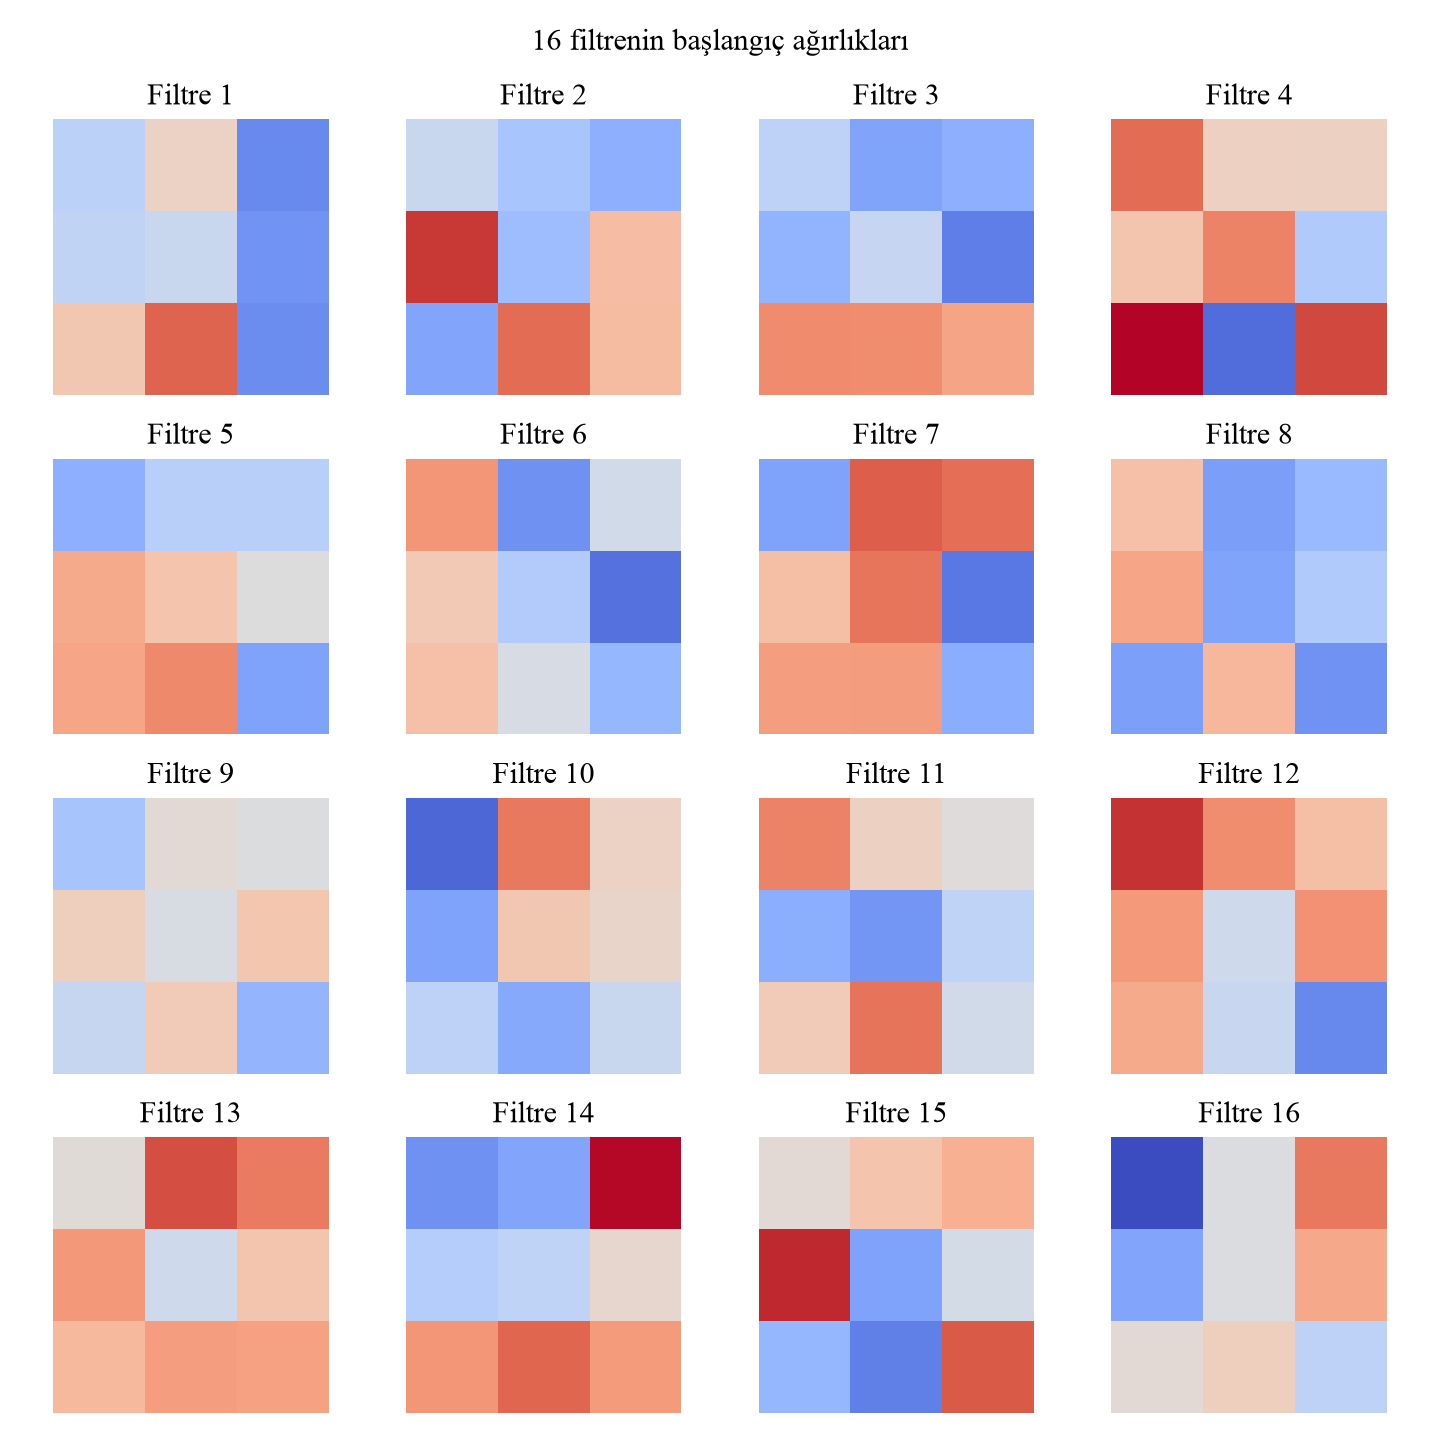 16 filtrenin başlangıç ağırlıkları
Filtre 1
Filtre 2
Filtre 3
Filtre 4
Filtre 5
Filtre 6
Filtre 7
Filtre 8
Filtre 9
Filtre 10
Filtre 11
Filtre 12
Filtre 13
Filtre 14
Filtre 15
Filtre 16